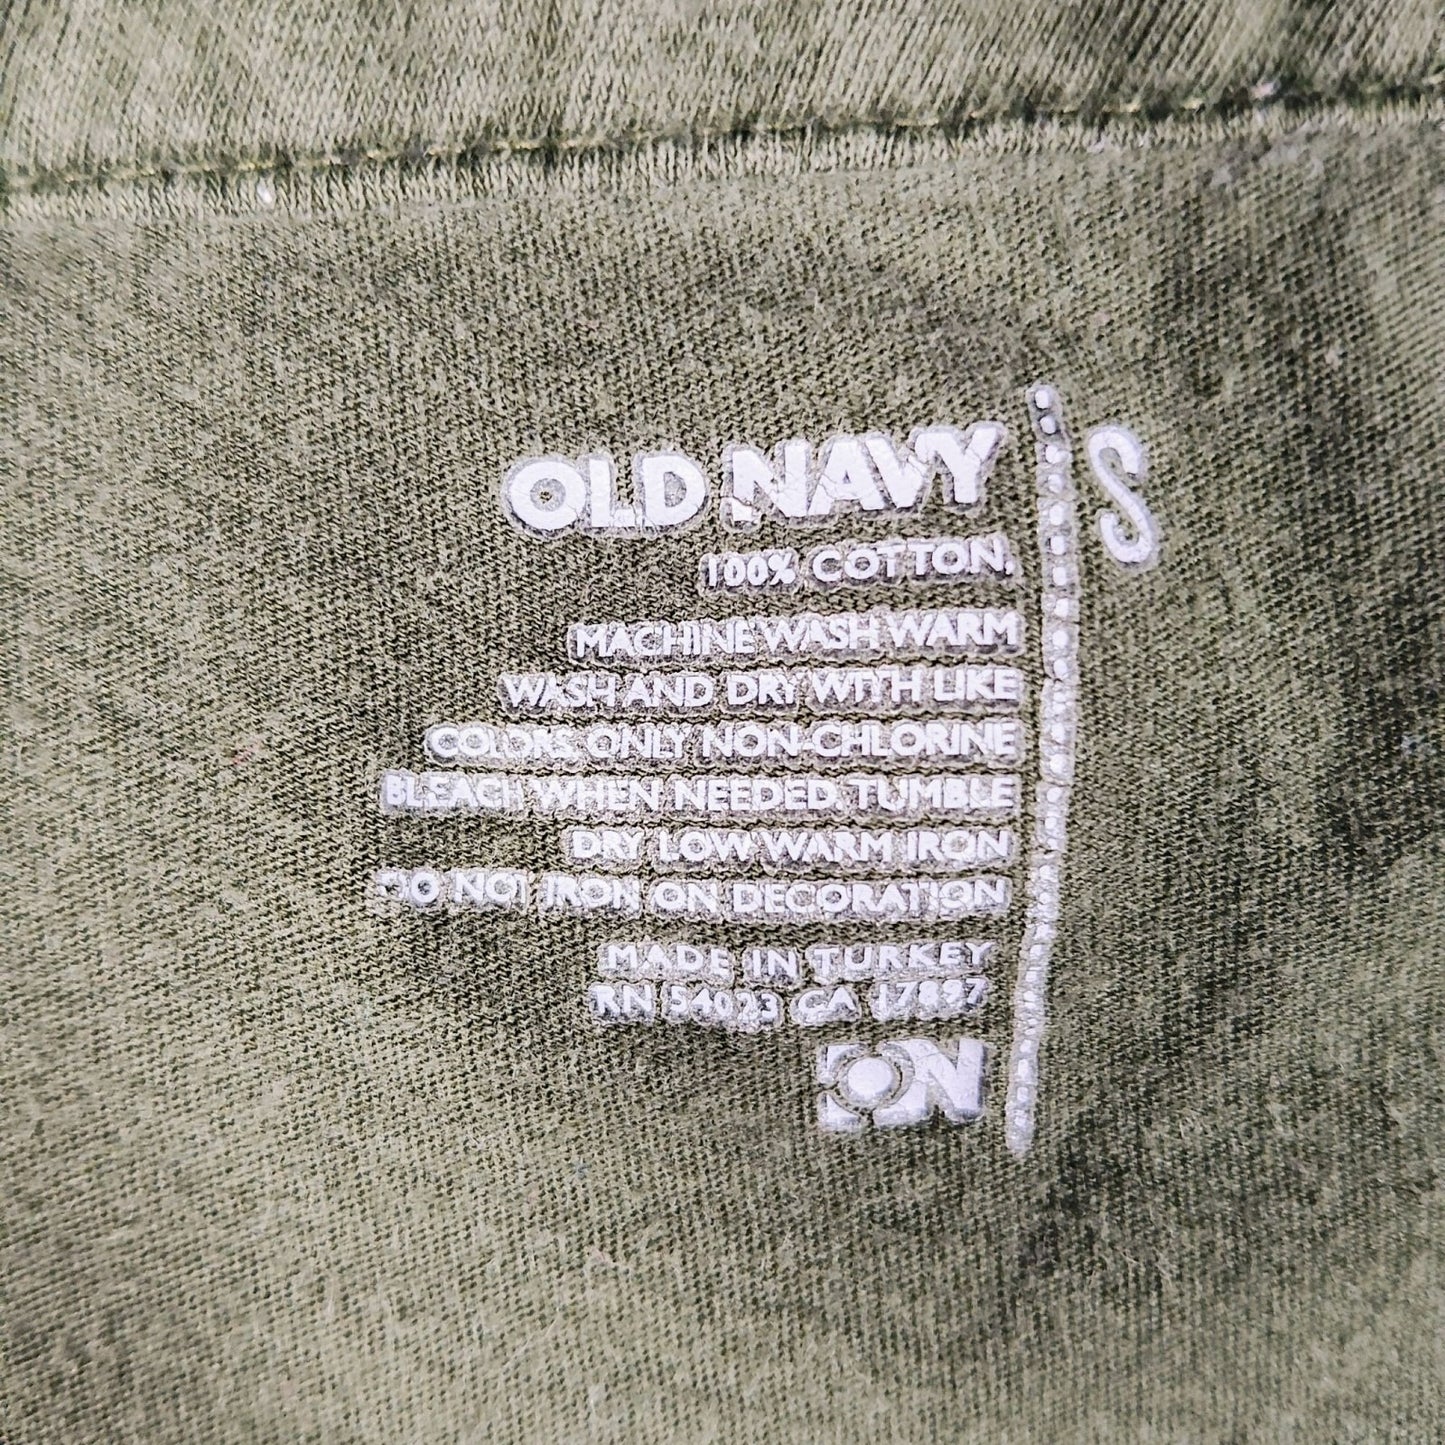 OLD NAVY
S
100% COTTON,
MACHINE WASH WARM
WASH AND DRY WITH LIKE
COLORS, ONLY NON-CHLORINE
BLEACH WHEN NEEDED, TUMBLE
DRY LOW WARM IRON
DO NOT IRON ON DECORATION
MADE IN TURKEY
RN 54023 CA 17897
ON